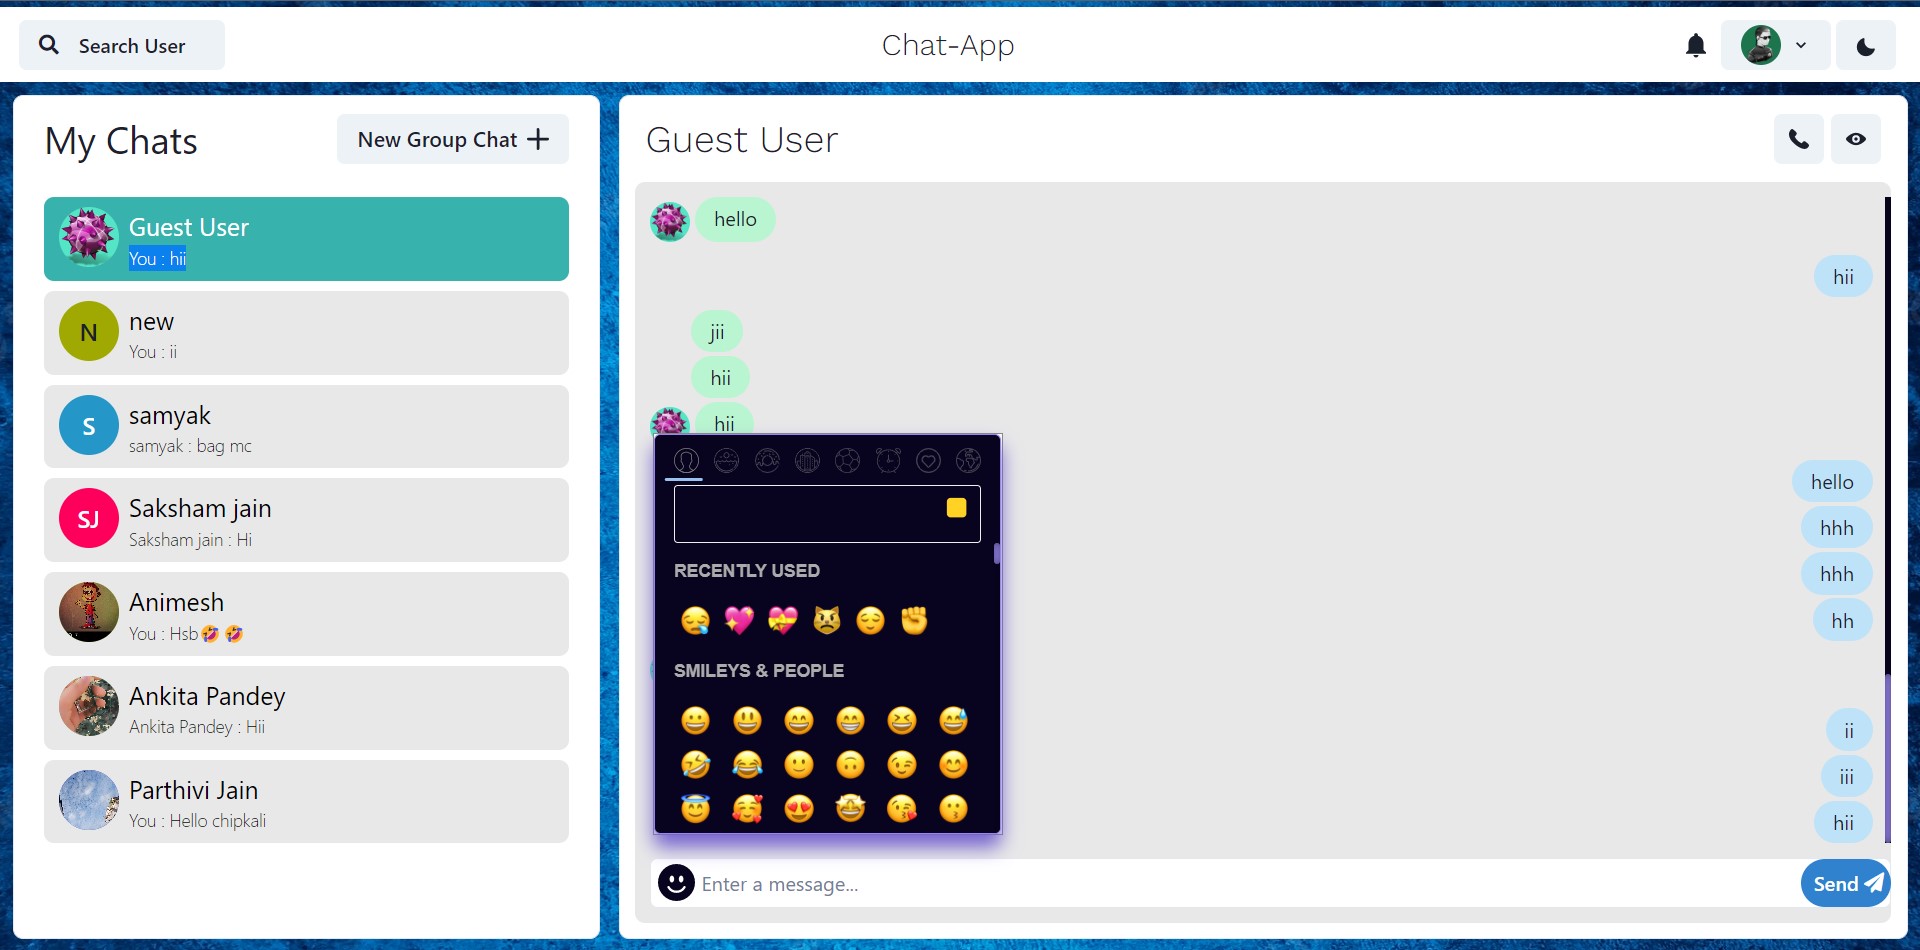 Search User
Chat-App
My Chats
New Group Chat
Guest User
You : hii
N
new
You : ii
S
samyak
samyak : bag mc
SJ
Saksham jain
Saksham jain : Hi
Animesh
You : Hsb🤣 🤣
Ankita Pandey
Ankita Pandey : Hii
Parthivi Jain
You : Hello chipkali
Guest User
hello
hii
jii
hii
hii
RECENTLY USED
SMILEYS & PEOPLE
hello
hhh
hhh
hh
ii
iii
hii
Enter a message...
Send